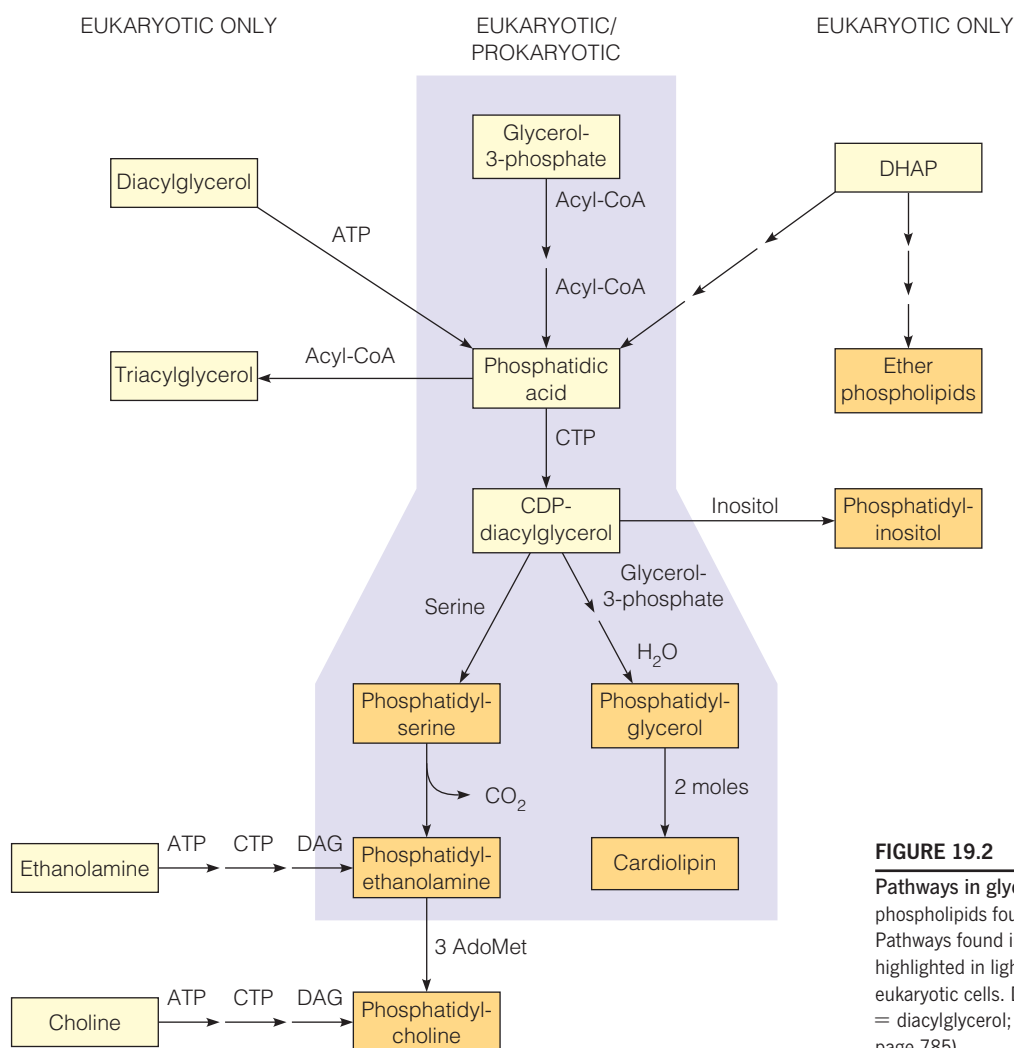 EUKARYOTIC ONLY
EUKARYOTIC/
PROKARYOTIC
EUKARYOTIC ONLY
Glycerol-
3-phosphate
Diacylglycerol
DHAP
Acyl-CoA
ATP
Acyl-CoA
Triacylglycerol
Acyl-CoA
Phosphatidic
acid
Ether
phospholipids
CTP
CDP-
diacylglycerol
Inositol
Phosphatidyl-
inositol
Serine
Glycerol-
3-phosphate
H2O
Phosphatidyl-
serine
Phosphatidyl-
glycerol
CO2
2 moles
Ethanolamine
ATP
CTP
DAG
Phosphatidyl-
ethanolamine
Cardiolipin
3 AdoMet
Choline
ATP
CTP
DAG
Phosphatidyl-
choline
FIGURE 19.2
Pathways in glyce
phospholipids fou
Pathways found i
highlighted in ligh
eukaryotic cells. D
= diacylglycerol;
page 785).